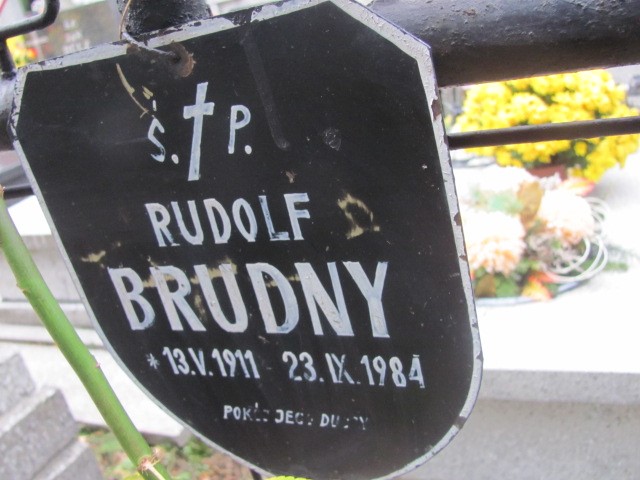 Ś. P.
RUDOLF
BRUDNY
*13.V.1911 23.IX.1984
POKÓJ JEGO DUSZY